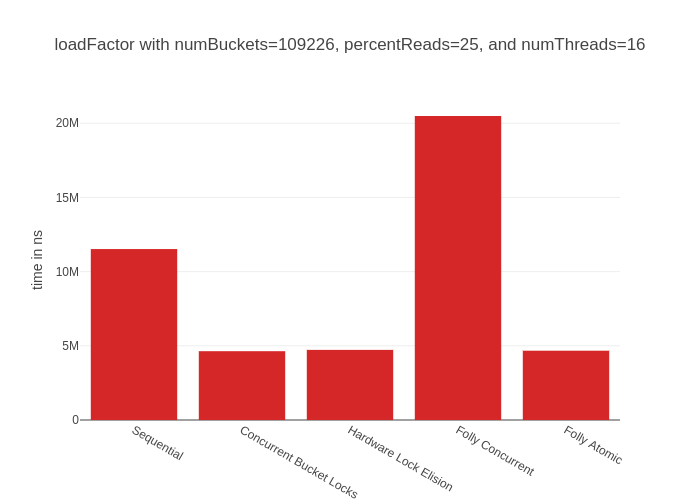 loadFactor with numBuckets=109226, percentReads=25, and numThreads=16
20M
15M
10M
5M
0
time in ns
Sequential
Concurrent Bucket Locks
Hardware Lock Elision
Folly Concurrent
Folly Atomic